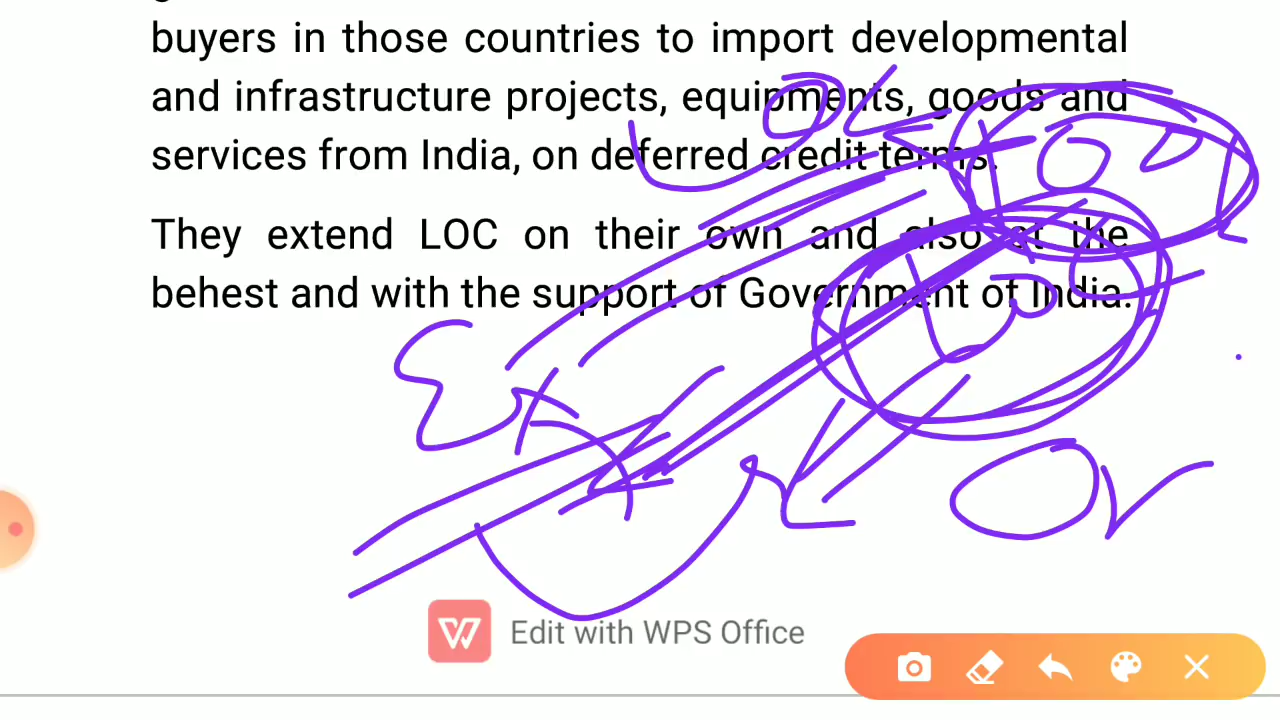 buyers in those countries to import developmental
and infrastructure projects, equipments, goods and
services from India, on deferred credit terms.
They extend LOC on their own and also at the
behest and with the support of Government of India.
Edit with WPS Office